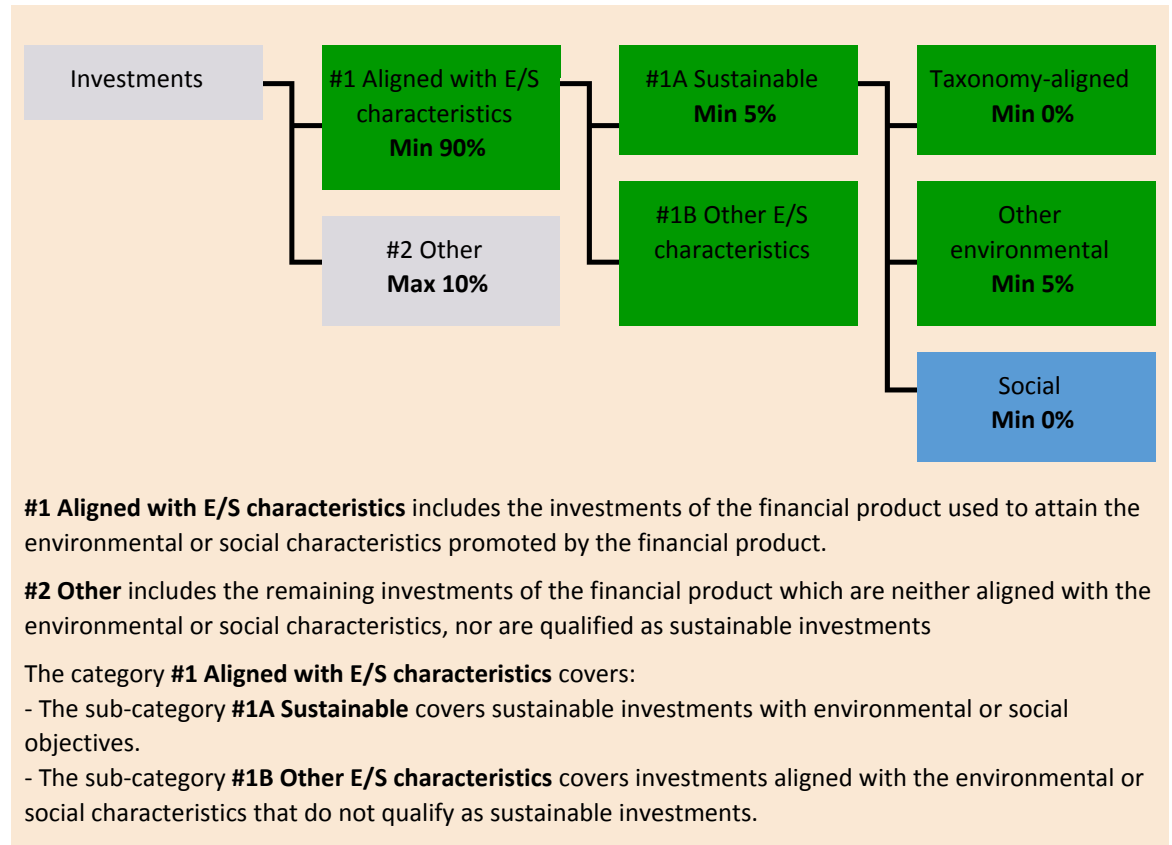 Investments
#1 Aligned with E/S
characteristics
Min 90%
#2 Other
Max 10%
#1A Sustainable
Min 5%
#1B Other E/S
characteristics
Taxonomy-aligned
Min 0%
Other
environmental
Min 5%
Social
Min 0%
#1 Aligned with E/S characteristics includes the investments of the financial product used to attain the
environmental or social characteristics promoted by the financial product.
#2 Other includes the remaining investments of the financial product which are neither aligned with the
environmental or social characteristics, nor are qualified as sustainable investments
The category #1 Aligned with E/S characteristics covers:
- The sub-category #1A Sustainable covers sustainable investments with environmental or social
objectives.
- The sub-category #1B Other E/S characteristics covers investments aligned with the environmental or
social characteristics that do not qualify as sustainable investments.